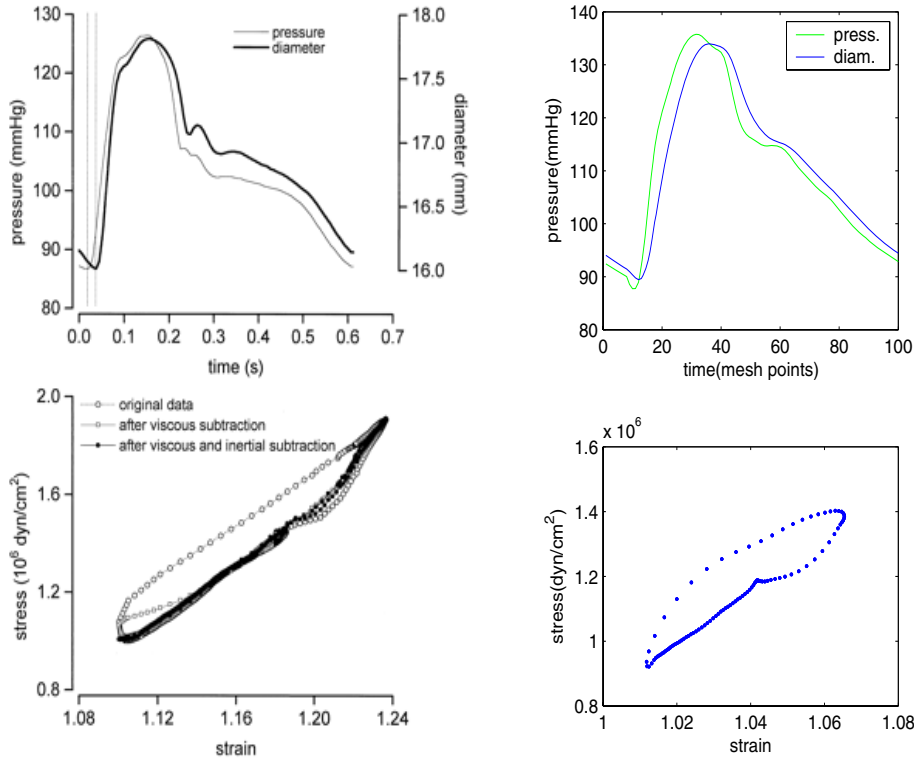 130
120
110
100
90
80
pressure (mmHg)
18.0
17.5
17.0
16.5
16.0
diameter (mm)
pressure
diameter
0.0 0.1 0.2 0.3 0.4 0.5 0.6 0.7
time (s)
140
130
120
110
100
90
80
pressure(mmHg)
press.
diam.
0 20 40 60 80 100
time(mesh points)
2.0
1.6
1.2
0.8
stress (10⁶ dyn/cm²)
original data
after viscous subtraction
after viscous and inertial subtraction
1.08 1.12 1.16 1.20 1.24
strain
x 10⁶
1.6
1.4
1.2
1
0.8
stress(dyn/cm²)
1 1.02 1.04 1.06 1.08
strain